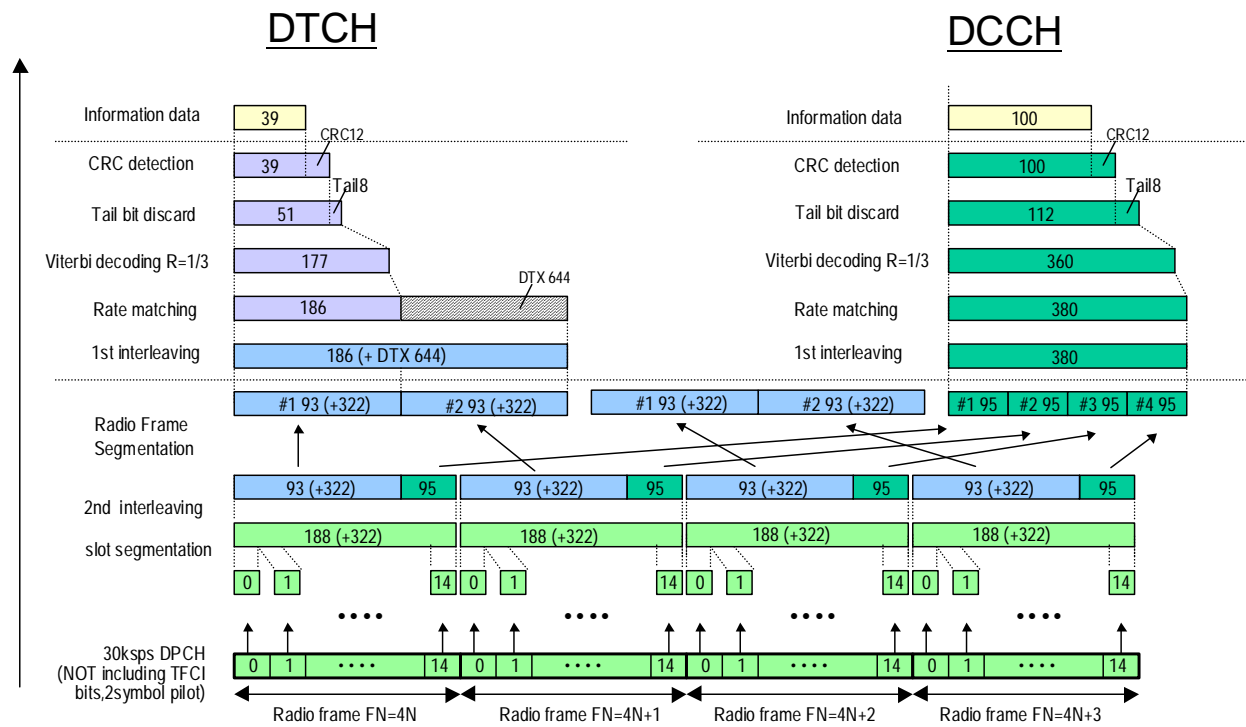 DTCH
DCCH
Information data
39
CRC12
Information data
100
CRC12
CRC detection
39
CRC detection
100
Tail8
Tail8
Tail bit discard
51
Tail bit discard
112
Viterbi decoding R=1/3
177
Viterbi decoding R=1/3
360
DTX 644
Rate matching
186
Rate matching
380
1st interleaving
186 (+ DTX 644)
1st interleaving
380
#1 93 (+322)
#2 93 (+322)
#1 93 (+322)
#2 93 (+322)
#1 95
#2 95
#3 95
#4 95
Radio Frame
Segmentation
93 (+322)
95
93 (+322)
95
93 (+322)
95
93 (+322)
95
2nd interleaving
slot segmentation
188 (+322)
188 (+322)
188 (+322)
188 (+322)
0
1
14
0
1
14
0
1
14
0
1
14
30ksps DPCH
(NOT including TFCI
bits,2symbol pilot)
0
1
14
0
1
14
0
1
14
0
1
14
Radio frame FN=4N
Radio frame FN=4N+1
Radio frame FN=4N+2
Radio frame FN=4N+3